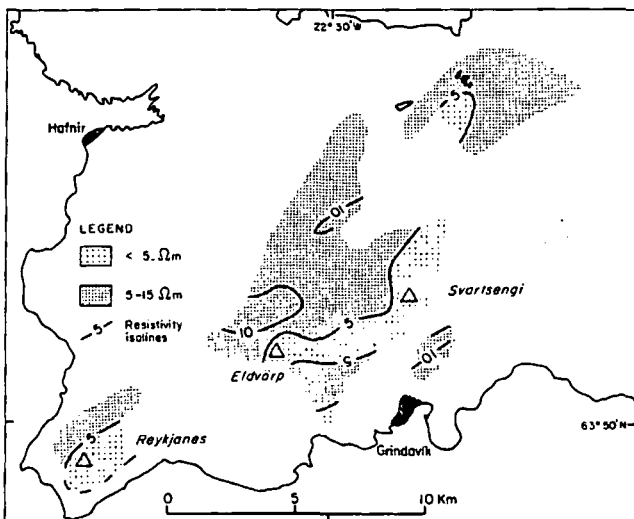 22° 30' W
Hafnir
5
10
LEGEND
< 5 Ωm
5-15 Ωm
5 Resistivity isolines
Svartsengi
10
5
Eldvörp
5
10
5
Reykjanes
Grindavík
63° 50' N
0 5 10 Km